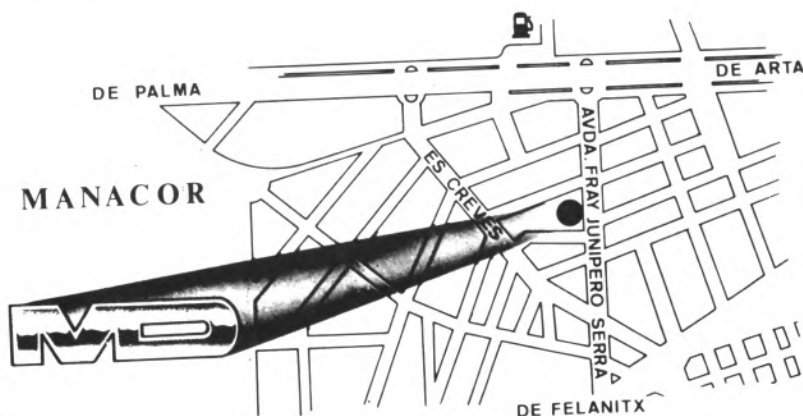 DE PALMA
DE ARTA
MANACOR
ES CREVES
AVDA. FRAY JUNIPERO SERRA
MD
DE FELANITX